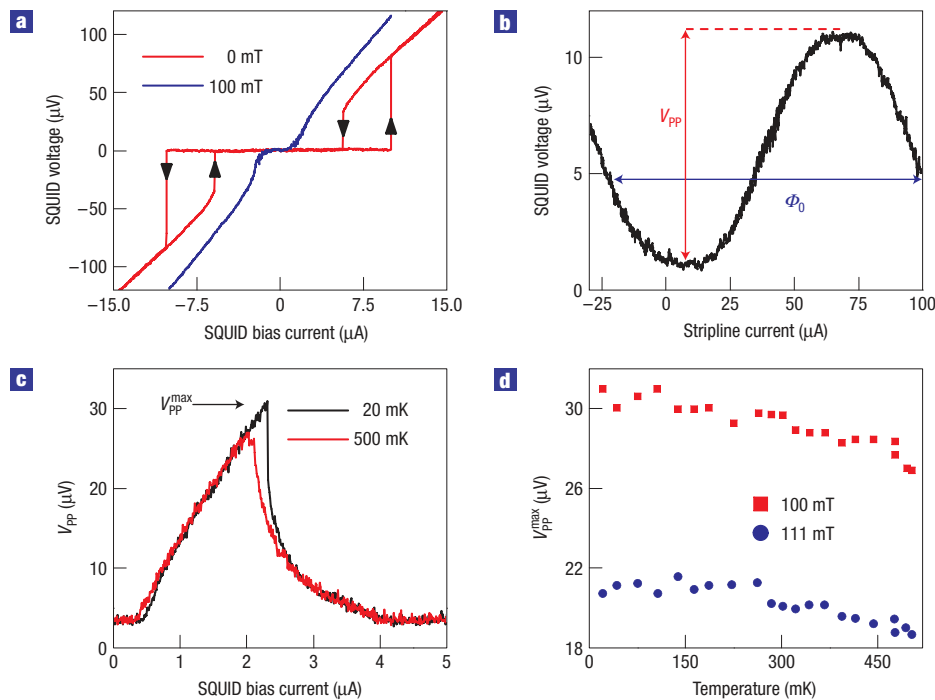 a
SQUID voltage (μV)
100
50
0
−50
−100
0 mT
100 mT
−15.0
−7.5
0
7.5
15.0
SQUID bias current (μA)
b
SQUID voltage (μV)
10
5
0
V_PP
Φ_0
−25
0
25
50
75
100
Stripline current (μA)
c
V_PP (μV)
30
20
10
0
V_PP^max
20 mK
500 mK
0
1
2
3
4
5
SQUID bias current (μA)
d
V_PP^max (μV)
30
26
22
18
100 mT
111 mT
0
150
300
450
Temperature (mK)